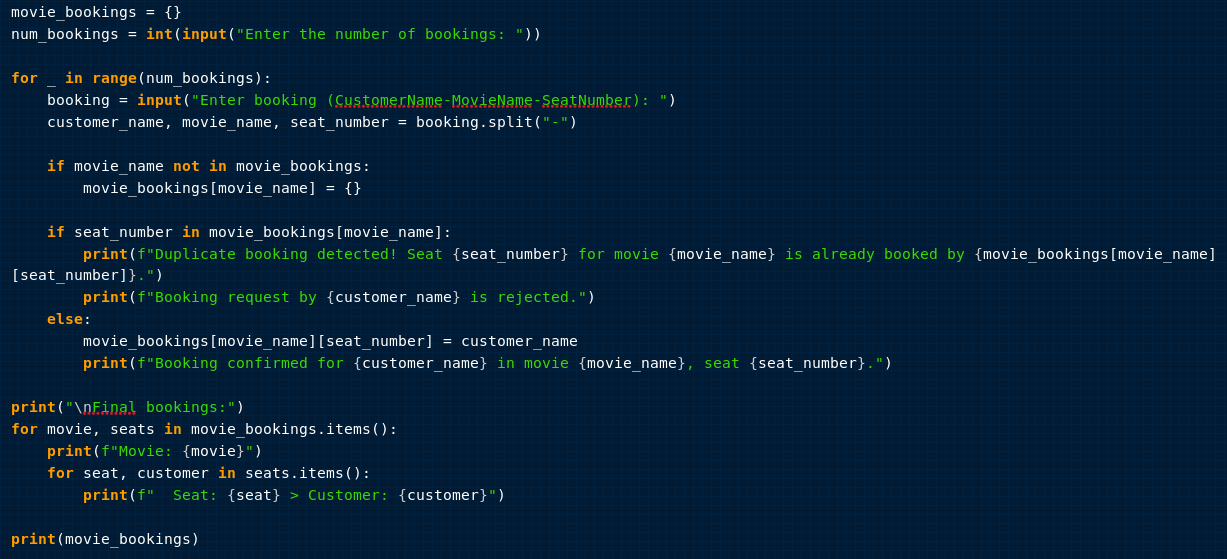 movie_bookings = {}
num_bookings = int(input("Enter the number of bookings: "))

for _ in range(num_bookings):
    booking = input("Enter booking (CustomerName-MovieName-SeatNumber): ")
    customer_name, movie_name, seat_number = booking.split("-")

    if movie_name not in movie_bookings:
        movie_bookings[movie_name] = {}

    if seat_number in movie_bookings[movie_name]:
        print(f"Duplicate booking detected! Seat {seat_number} for movie {movie_name} is already booked by {movie_bookings[movie_name]
[seat_number]}.")
        print(f"Booking request by {customer_name} is rejected.")
    else:
        movie_bookings[movie_name][seat_number] = customer_name
        print(f"Booking confirmed for {customer_name} in movie {movie_name}, seat {seat_number}.")

print("\nFinal bookings:")
for movie, seats in movie_bookings.items():
    print(f"Movie: {movie}")
    for seat, customer in seats.items():
        print(f"  Seat: {seat} > Customer: {customer}")

print(movie_bookings)